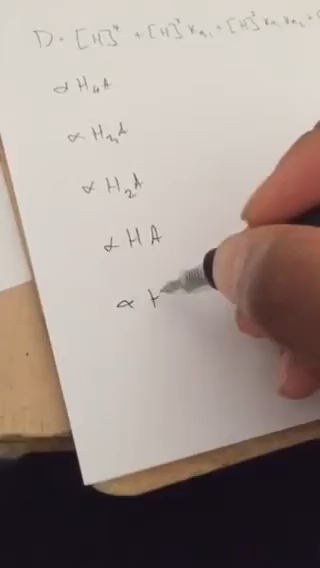 D = [H]⁴ + [H]³ Ka₁ + [H]² Ka₁ Ka₂ +
α H₄A
α H₃A
α H₂A
α HA
α